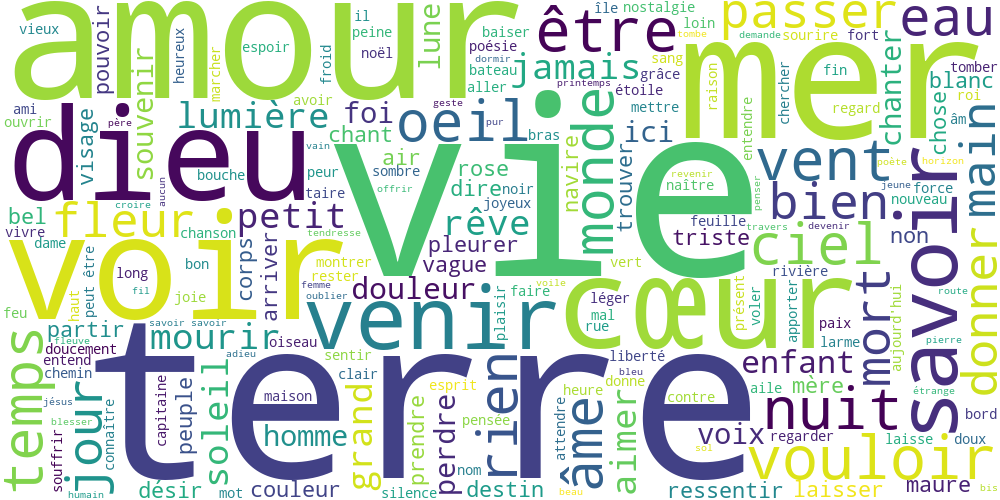 amour
mer
dieu
vie
voir
terre
cœur
venir
savoir
vouloir
être
passer
eau
jamais
lune
pouvoir
vieux
espoir
il
peine
noël
baiser
poésie
dormir
bateau
aller
île
nostalgie
loin
tombe
demande
sourire
fort
sang
grâce
étoile
mettre
printemps
raison
chercher
fin
regard
chanter
blanc
tomber
roi
âm
chose
ami
ouvrir
père
visage
souvenir
heureux
marcher
froid
lumière
avoir
foi
chant
geste
pur
oeil
bras
monde
ici
entendre
vent
poète
horizon
jeune
force
nouveau
main
vain
bouche
peur
taire
air
sombre
offrir
rose
dire
noir
joyeux
navire
trouver
revenir
naître
penser
bien
bel
vivre
croire
aucun
fleur
petit
chanson
tendresse
rêve
pleurer
vague
feuille
triste
travers
devenir
ciel
non
dame
peut être
haut
long
fil
bon
joie
corps
arriver
montrer
rester
femme
oublier
douleur
plaisir
faire
voile
vert
léger
mal
rue
rivière
présent
voler
apporter
paix
aujourd'hui
mort
route
pierre
étrange
donner
feu
temps
partir
fleuve
doucement
entend
chemin
savoir savoir
mourir
adieu
oiseau
sentir
clair
liberté
bleu
larme
enfant
jésus
blesser
souffrir
jour
connaître
humain
capitaine
peuple
soleil
maison
homme
grand
esprit
pensée
prendre
perdre
rien
heure
attendre
âme
donne
aimer
contre
aile
mère
nuit
voix
regarder
sol
désir
mot
couleur
silence
nom
destin
beau
ressentir
laisser
laisse
doux
bord
maure
bis